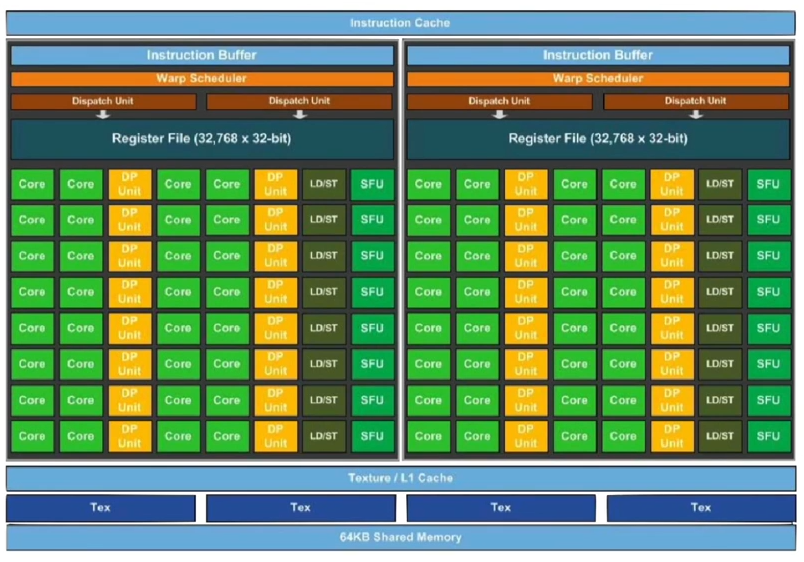 Instruction Cache
Instruction Buffer Instruction Buffer
Warp Scheduler Warp Scheduler
Dispatch Unit Dispatch Unit Dispatch Unit Dispatch Unit
Register File (32,768 x 32-bit) Register File (32,768 x 32-bit)
Core Core DP Unit Core Core DP Unit LD/ST SFU Core Core DP Unit Core Core DP Unit LD/ST SFU
Core Core DP Unit Core Core DP Unit LD/ST SFU Core Core DP Unit Core Core DP Unit LD/ST SFU
Core Core DP Unit Core Core DP Unit LD/ST SFU Core Core DP Unit Core Core DP Unit LD/ST SFU
Core Core DP Unit Core Core DP Unit LD/ST SFU Core Core DP Unit Core Core DP Unit LD/ST SFU
Core Core DP Unit Core Core DP Unit LD/ST SFU Core Core DP Unit Core Core DP Unit LD/ST SFU
Core Core DP Unit Core Core DP Unit LD/ST SFU Core Core DP Unit Core Core DP Unit LD/ST SFU
Core Core DP Unit Core Core DP Unit LD/ST SFU Core Core DP Unit Core Core DP Unit LD/ST SFU
Core Core DP Unit Core Core DP Unit LD/ST SFU Core Core DP Unit Core Core DP Unit LD/ST SFU
Texture / L1 Cache
Tex Tex Tex Tex
64KB Shared Memory